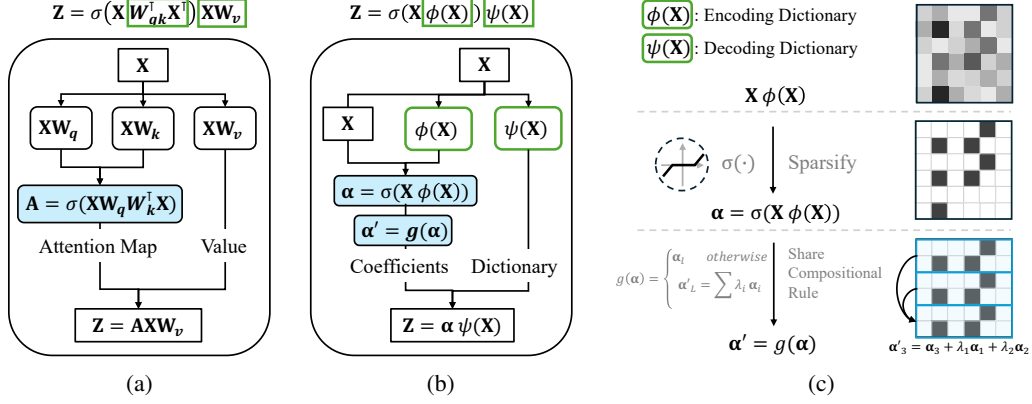 Z = σ(X W_qk^⊺ X^⊺) XW_v
X
XW_q XW_k XW_v
A = σ(XW_q W_k^⊺ X)
Attention Map Value
Z = AXW_v
(a)
Z = σ(X ϕ(X)) ψ(X)
X
X ϕ(X) ψ(X)
α = σ(X ϕ(X))
α′ = g(α)
Coefficients Dictionary
Z = α ψ(X)
(b)
ϕ(X): Encoding Dictionary
ψ(X): Decoding Dictionary
X ϕ(X)
σ(·) Sparsify
α = σ(X ϕ(X))
g(α) = { α_l otherwise
α′_L = ∑ λ_i α_i
Share
Compositional
Rule
α′ = g(α)
α′_3 = α_3 + λ_1α_1 + λ_2α_2
(c)